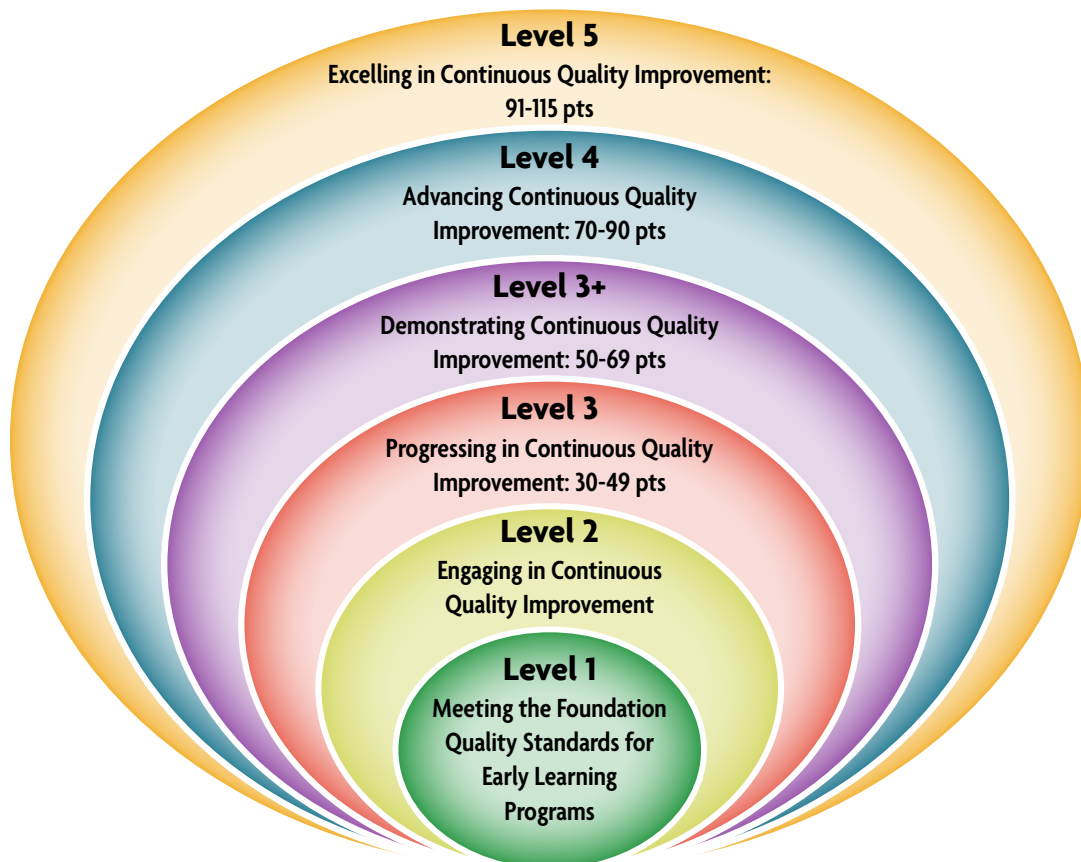 Level 5
Excelling in Continuous Quality Improvement:
91-115 pts
Level 4
Advancing Continuous Quality
Improvement: 70-90 pts
Level 3+
Demonstrating Continuous Quality
Improvement: 50-69 pts
Level 3
Progressing in Continuous Quality
Improvement: 30-49 pts
Level 2
Engaging in Continuous
Quality Improvement
Level 1
Meeting the Foundation
Quality Standards for
Early Learning
Programs